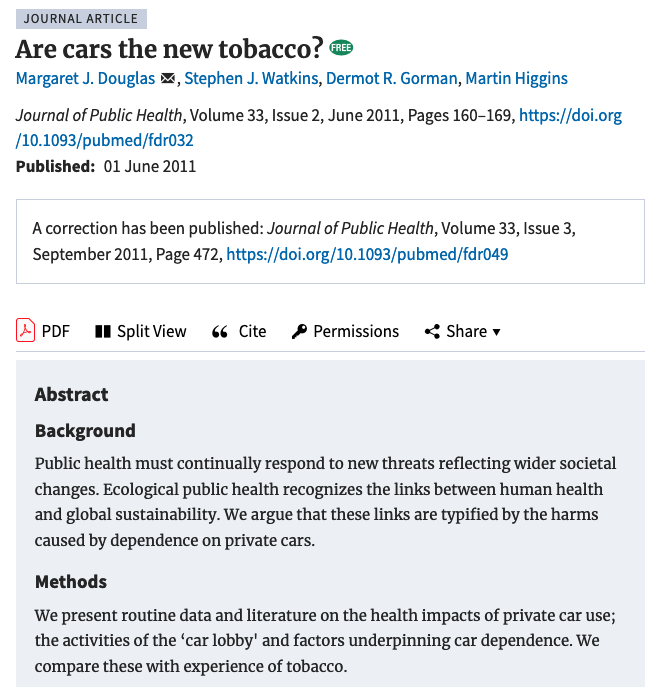 JOURNAL ARTICLE
Are cars the new tobacco? FREE
Margaret J. Douglas, Stephen J. Watkins, Dermot R. Gorman, Martin Higgins
Journal of Public Health, Volume 33, Issue 2, June 2011, Pages 160–169, https://doi.org
/10.1093/pubmed/fdr032
Published: 01 June 2011
A correction has been published: Journal of Public Health, Volume 33, Issue 3,
September 2011, Page 472, https://doi.org/10.1093/pubmed/fdr049
PDF Split View Cite Permissions Share
Abstract
Background
Public health must continually respond to new threats reflecting wider societal
changes. Ecological public health recognizes the links between human health
and global sustainability. We argue that these links are typified by the harms
caused by dependence on private cars.
Methods
We present routine data and literature on the health impacts of private car use;
the activities of the ‘car lobby' and factors underpinning car dependence. We
compare these with experience of tobacco.